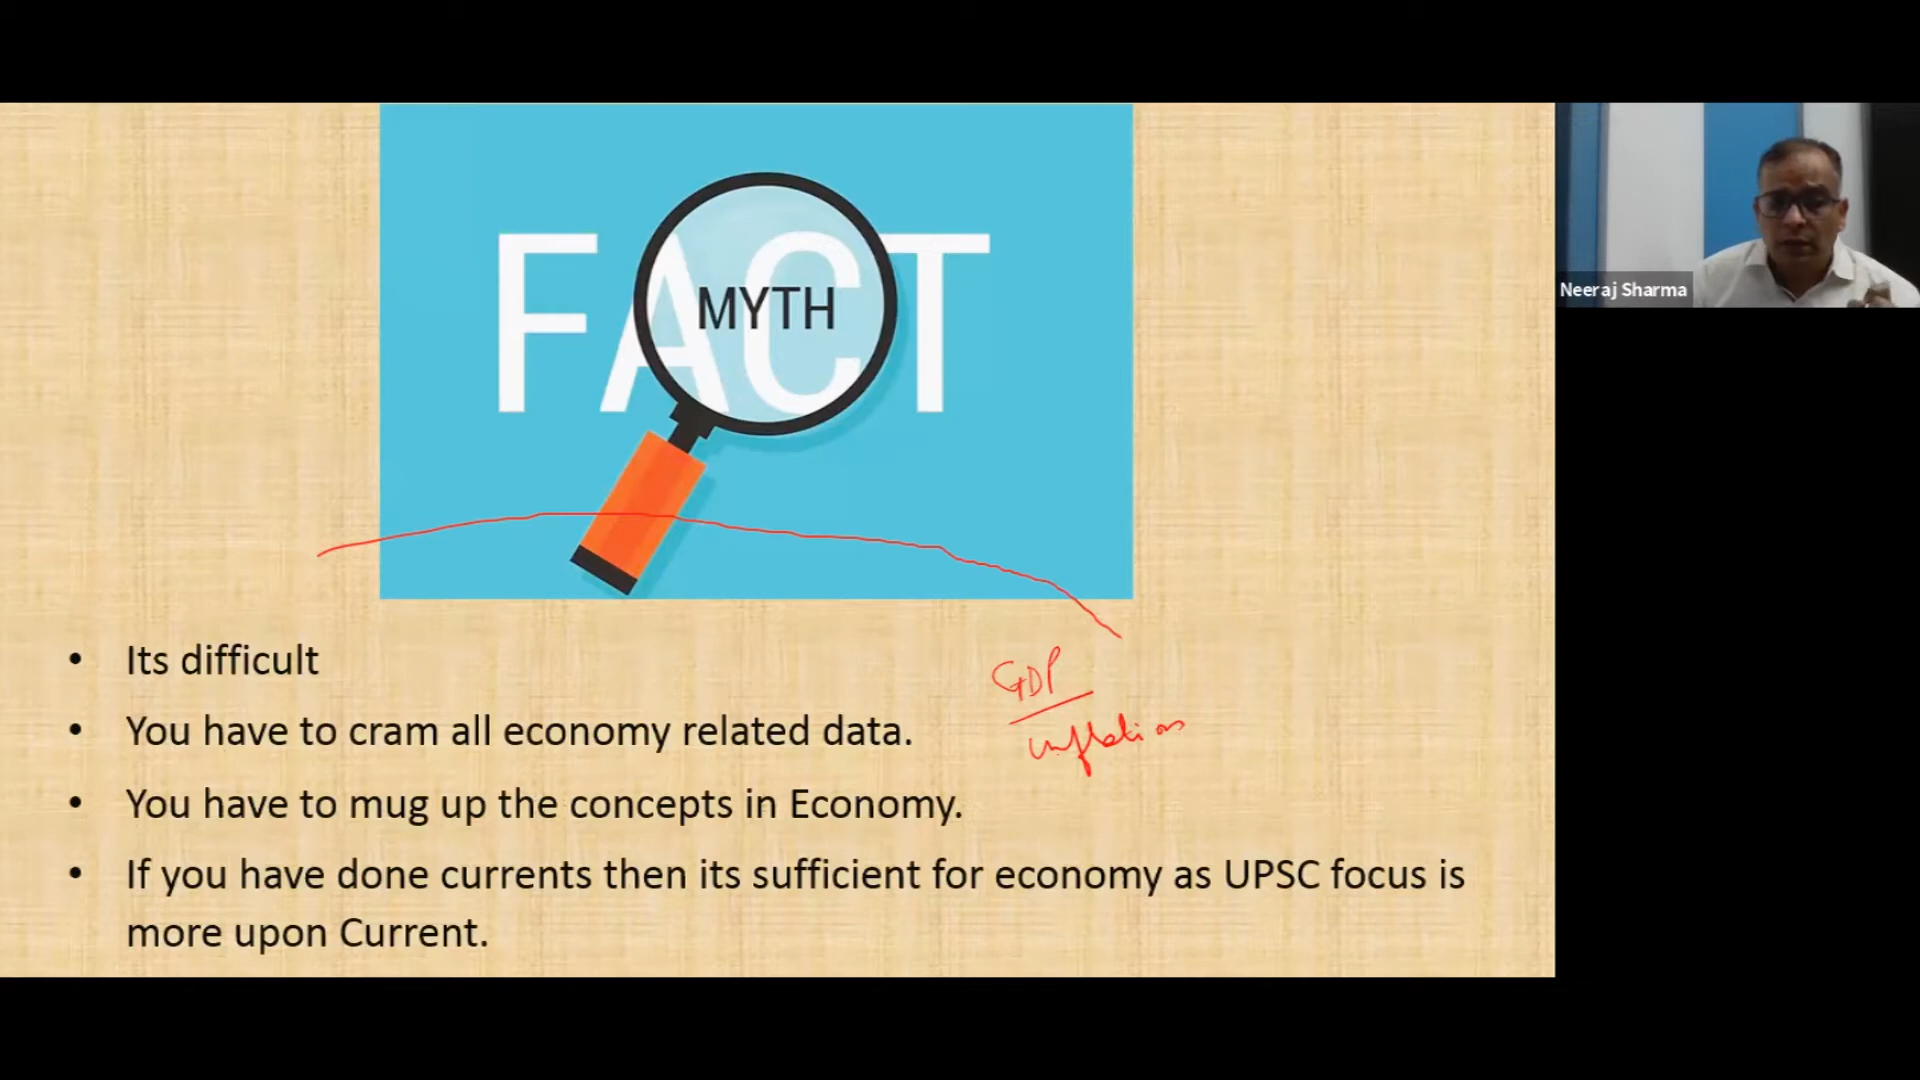 FACT
MYTH
Neeraj Sharma
• Its difficult
GDP
• You have to cram all economy related data.
inflation
• You have to mug up the concepts in Economy.
• If you have done currents then its sufficient for economy as UPSC focus is
more upon Current.